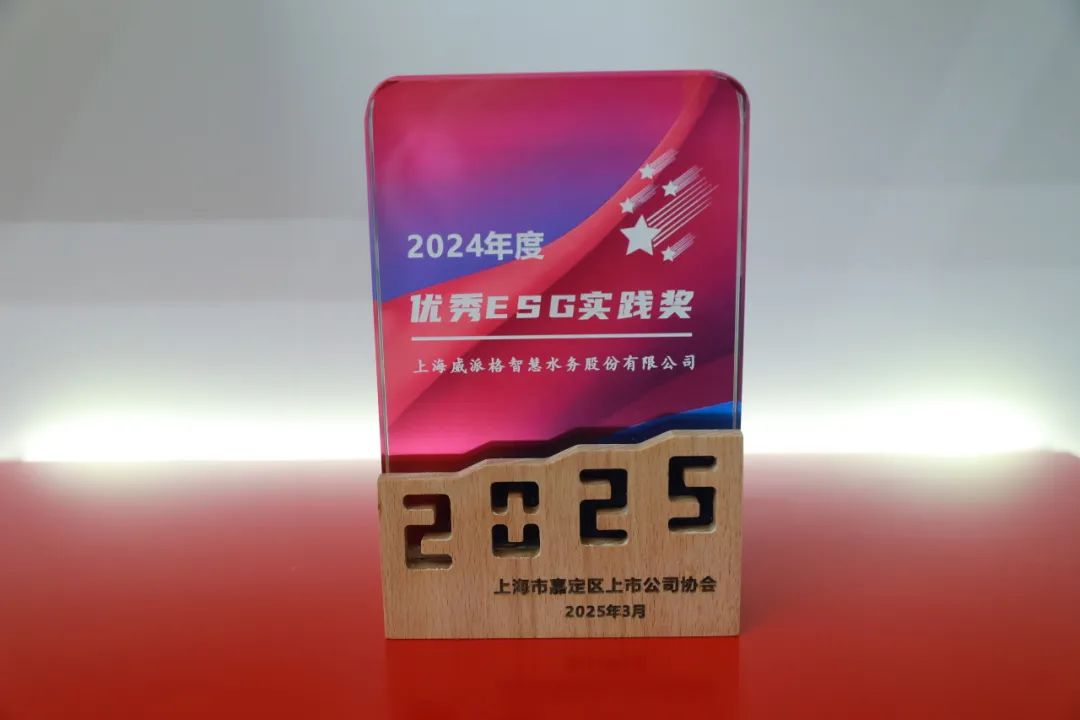 2024年度
优秀ESG实践奖
上海威派格智慧水务股份有限公司
2025
上海市嘉定区上市公司协会
2025年3月